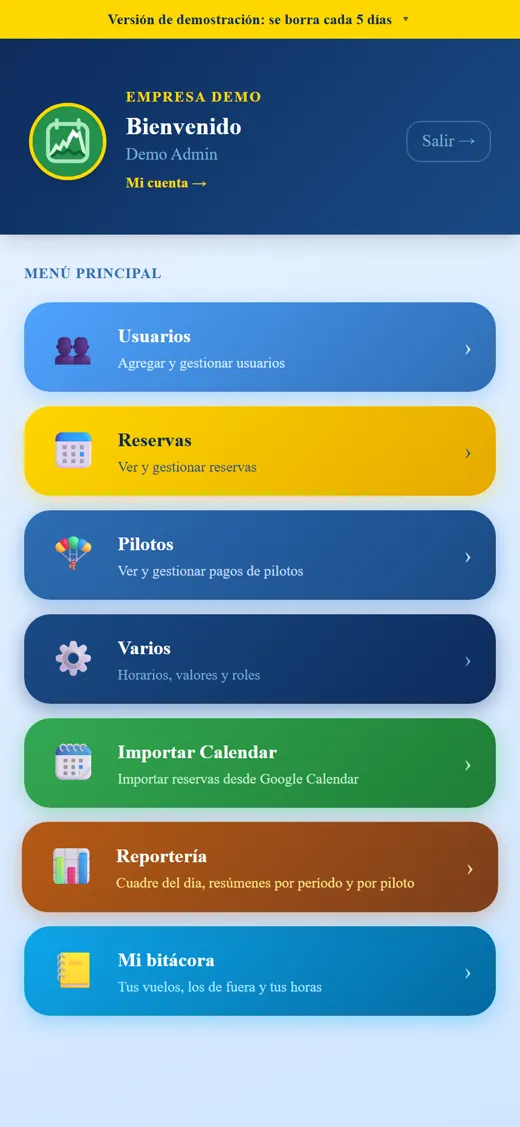 Versión de demostración: se borra cada 5 días ▼
EMPRESA DEMO
Bienvenido
Demo Admin
Mi cuenta →
Salir →
MENÚ PRINCIPAL
Usuarios
Agregar y gestionar usuarios
›
Reservas
Ver y gestionar reservas
›
Pilotos
Ver y gestionar pagos de pilotos
›
Varios
Horarios, valores y roles
›
Importar Calendar
Importar reservas desde Google Calendar
›
Reportería
Cuadre del día, resúmenes por período y por piloto
›
Mi bitácora
Tus vuelos, los de fuera y tus horas
›